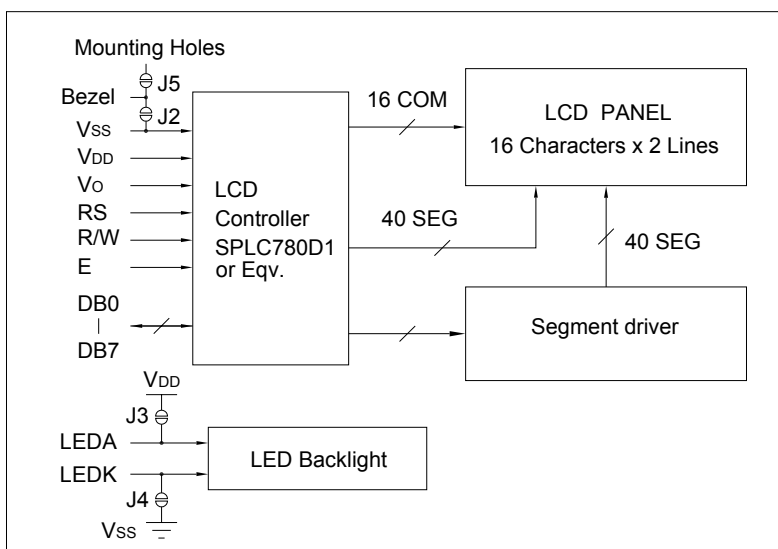 Mounting Holes
J5
Bezel
J2
VSS
VDD
VO
RS
R/W
E
DB0
DB7
LCD
Controller
SPLC780D1
or Eqv.
16 COM
40 SEG
LCD PANEL
16 Characters x 2 Lines
40 SEG
Segment driver
VDD
J3
LEDA
LEDK
J4
VSS
LED Backlight